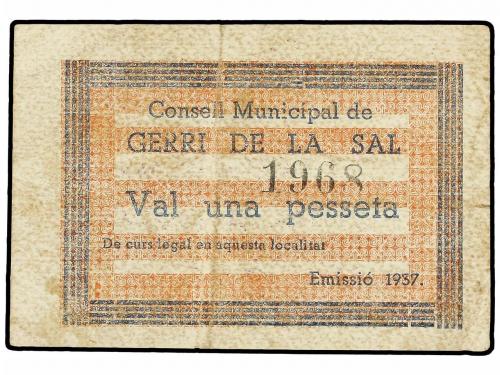 Consell Municipal de
GERRI DE LA SAL
1968
Val una pesseta
De curs legal en aquesta localitat
Emissió 1937.